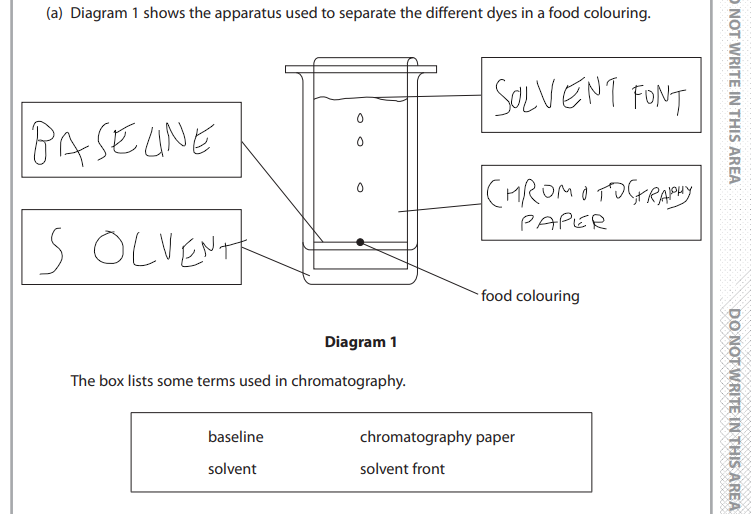 (a) Diagram 1 shows the apparatus used to separate the different dyes in a food colouring.
SOLVENT FONT
BASELINE
CHROMOTOGRAPHY
PAPER
SOLVENT
food colouring
Diagram 1
The box lists some terms used in chromatography.
baseline chromatography paper
solvent solvent front
NOT WRITE IN THIS AREA
DO NOT WRITE IN THIS AREA